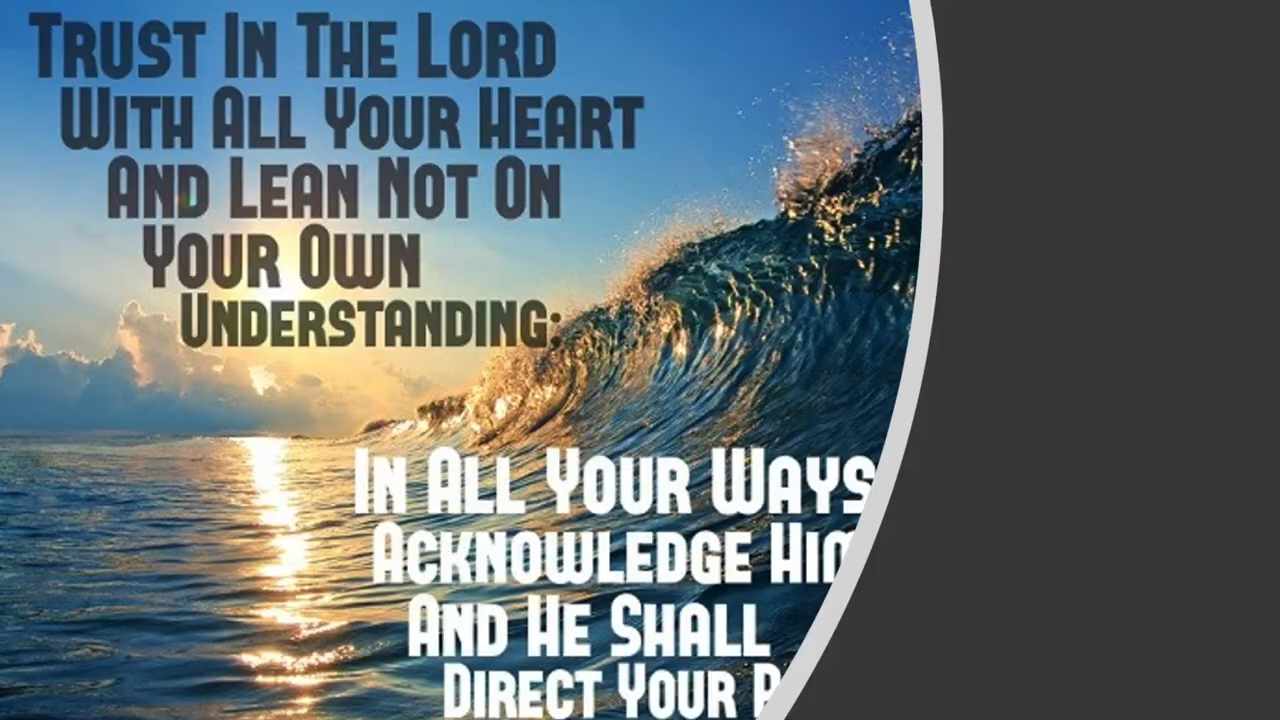 Trust In The Lord
With All Your Heart
And Lean Not On
Your Own
Understanding:
In All Your Ways
Acknowledge
And He Shall
Direct Your